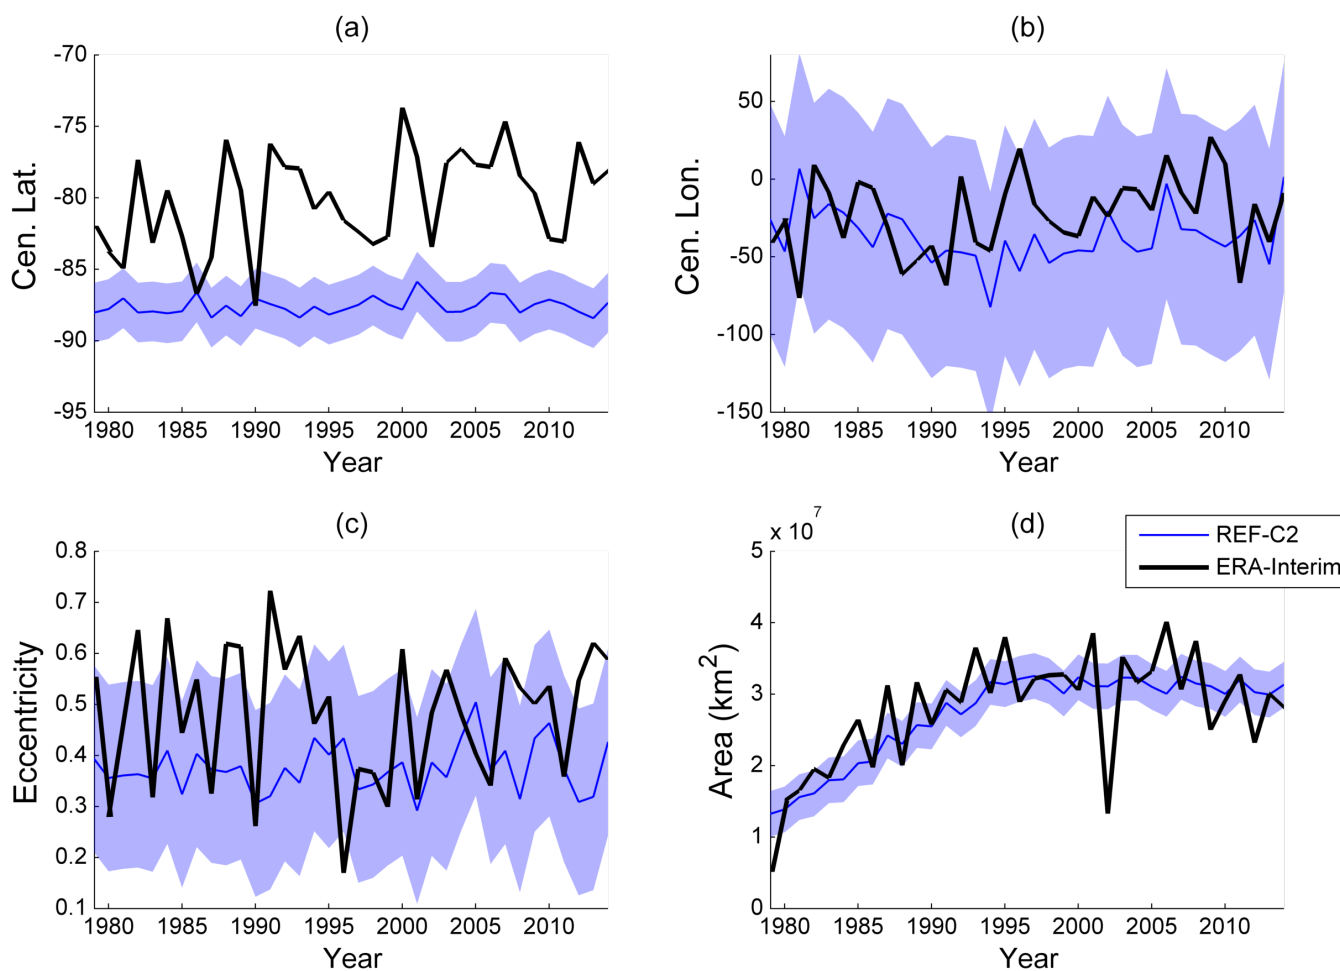 (a)
-70
-75
-80
-85
-90
-95
Cen. Lat.
1980 1985 1990 1995 2000 2005 2010
Year
(b)
50
0
-50
-100
-150
Cen. Lon.
1980 1985 1990 1995 2000 2005 2010
Year
(c)
0.8
0.7
0.6
0.5
0.4
0.3
0.2
0.1
Eccentricity
1980 1985 1990 1995 2000 2005 2010
Year
(d)
x 10^7
5
4
3
2
1
0
Area (km^2)
1980 1985 1990 1995 2000 2005 2010
Year
REF-C2
ERA-Interim